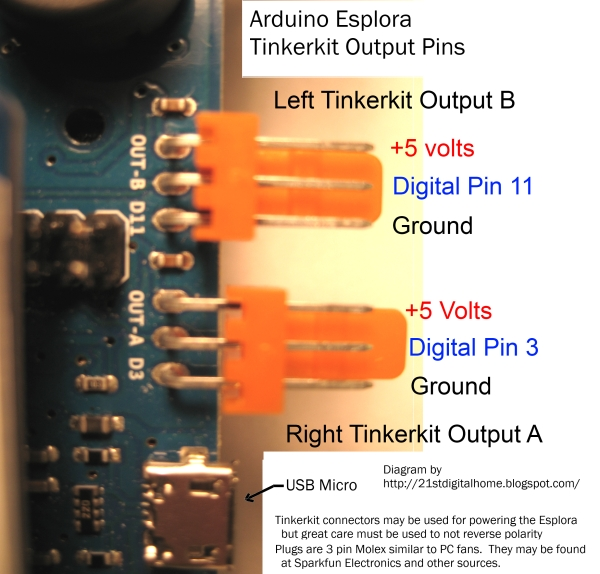 Arduino Esplora
Tinkerkit Output Pins
Left Tinkerkit Output B
+5 volts
Digital Pin 11
Ground
OUT-B D11
+5 Volts
Digital Pin 3
Ground
OUT-A D3
Right Tinkerkit Output A
USB Micro
Diagram by
http://21stdigitalhome.blogspot.com/
Tinkerkit connectors may be used for powering the Esplora
but great care must be used to not reverse polarity
Plugs are 3 pin Molex similar to PC fans. They may be found
at Sparkfun Electronics and other sources.